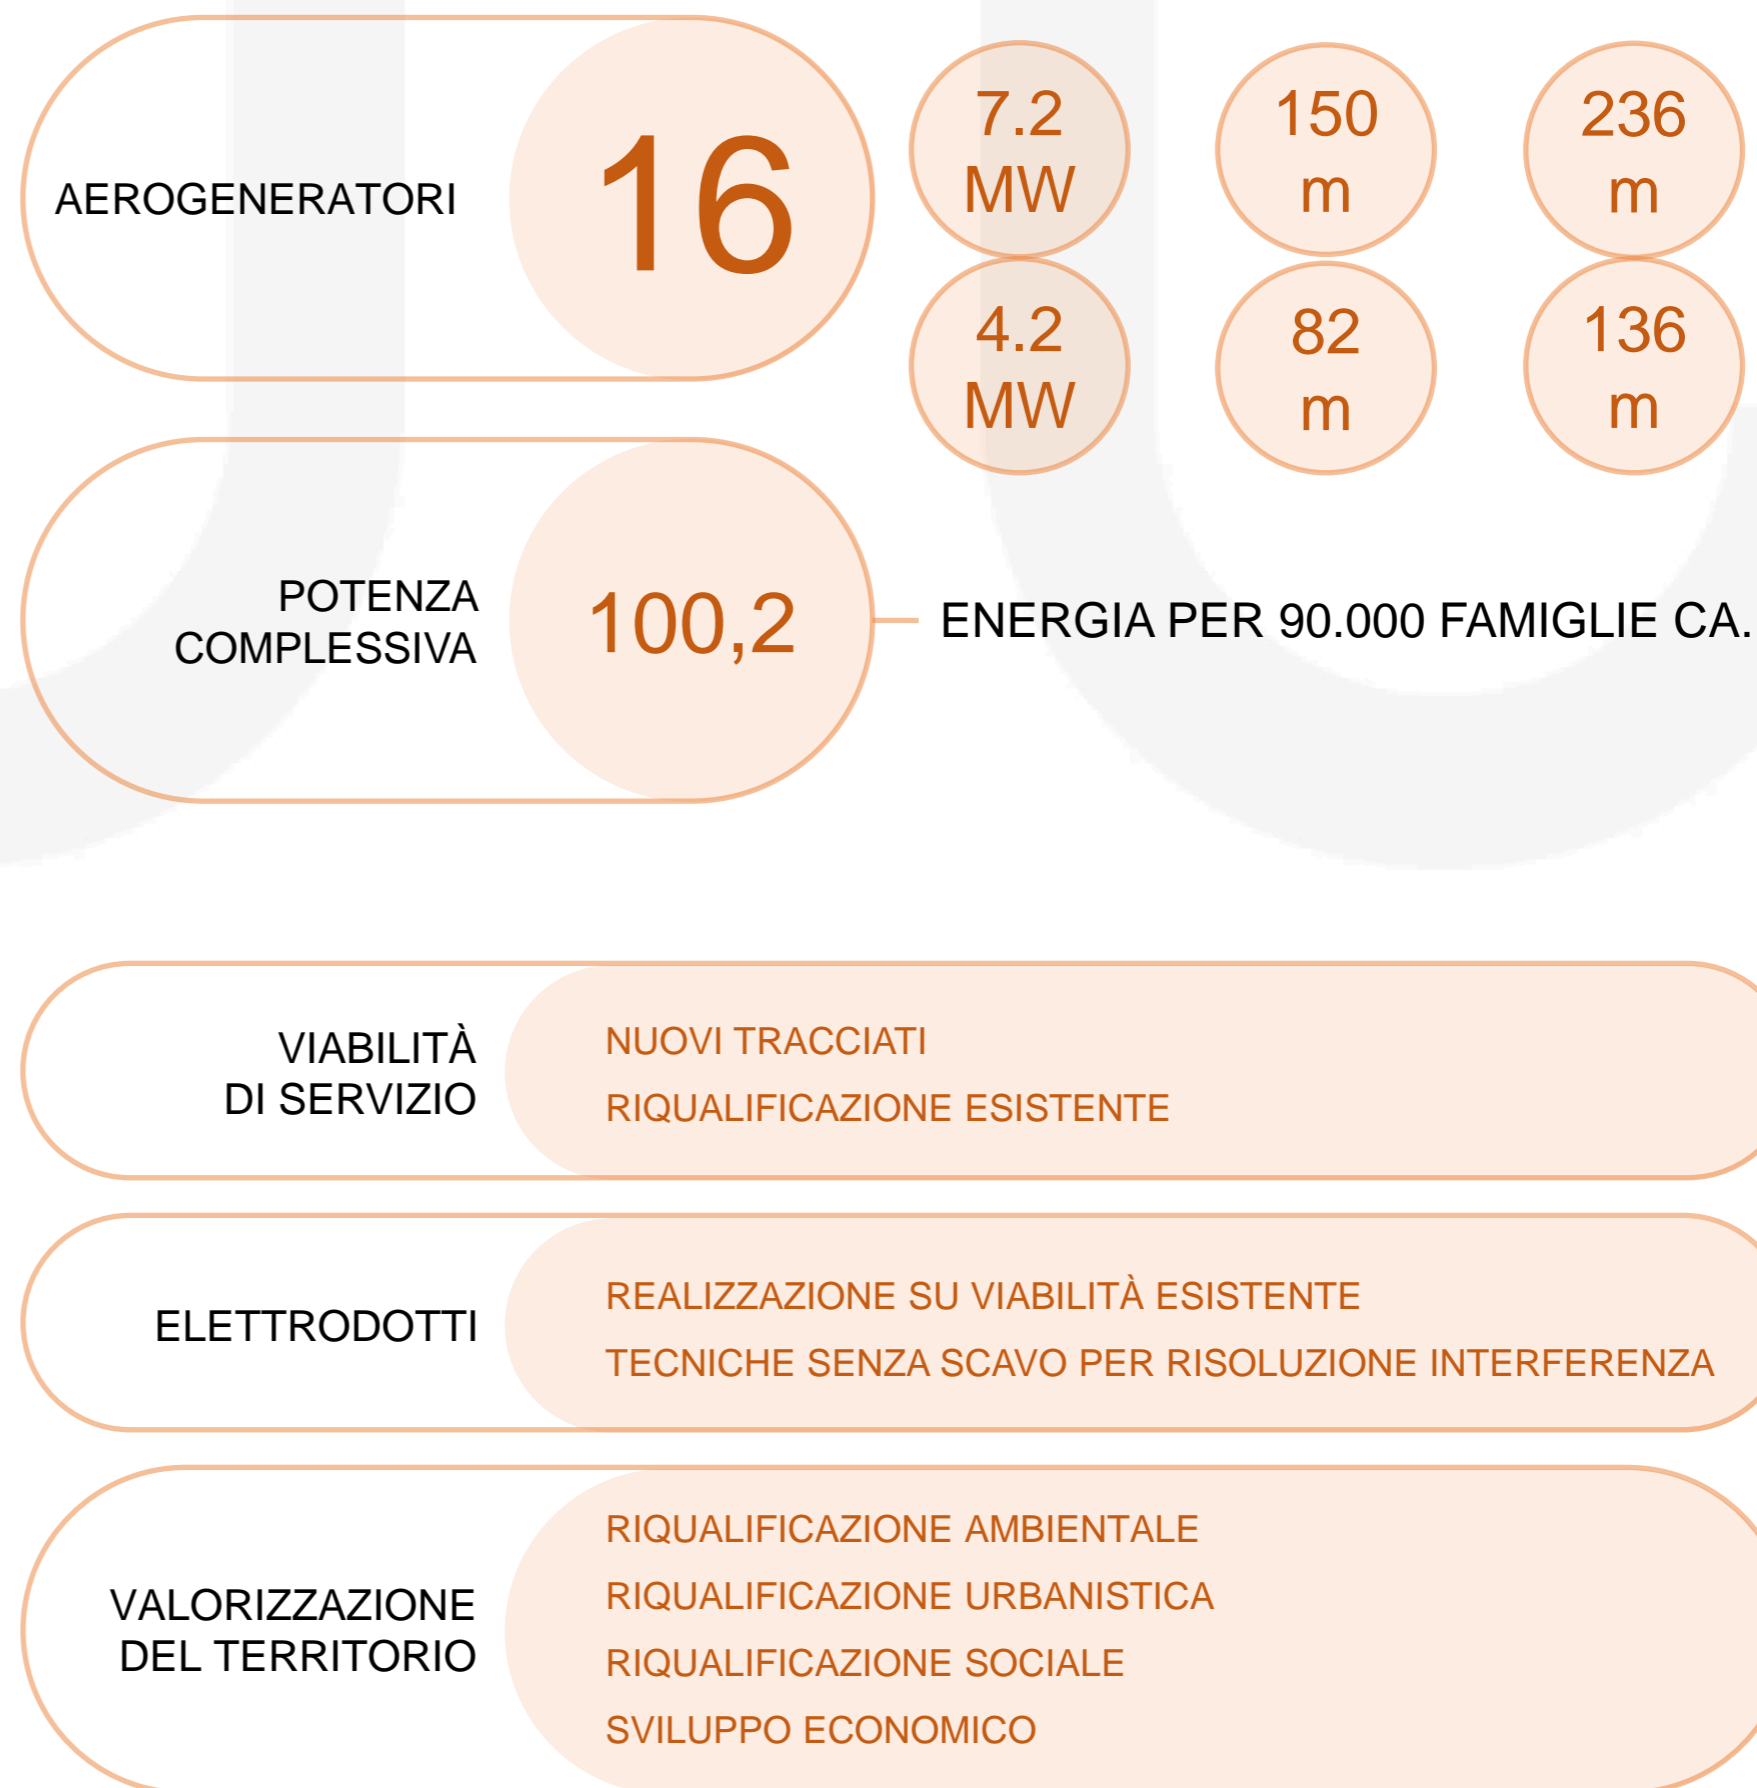 AEROGENERATORI
16
7.2
MW
150
m
236
m
4.2
MW
82
m
136
m
POTENZA
COMPLESSIVA
100,2
ENERGIA PER 90.000 FAMIGLIE CA.
VIABILITÀ
DI SERVIZIO
NUOVI TRACCIATI
RIQUALIFICAZIONE ESISTENTE
ELETTRODOTTI
REALIZZAZIONE SU VIABILITÀ ESISTENTE
TECNICHE SENZA SCAVO PER RISOLUZIONE INTERFERENZA
VALORIZZAZIONE
DEL TERRITORIO
RIQUALIFICAZIONE AMBIENTALE
RIQUALIFICAZIONE URBANISTICA
RIQUALIFICAZIONE SOCIALE
SVILUPPO ECONOMICO